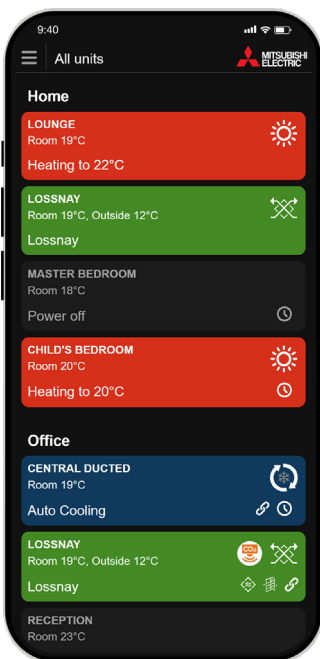 9:40
All units
MITSUBISHI
ELECTRIC
Home
LOUNGE
Room 19°C
Heating to 22°C
LOSSNAY
Room 19°C, Outside 12°C
Lossnay
MASTER BEDROOM
Room 18°C
Power off
CHILD'S BEDROOM
Room 20°C
Heating to 20°C
Office
CENTRAL DUCTED
Room 19°C
Auto Cooling
LOSSNAY
Room 19°C, Outside 12°C
CO₂
Lossnay
RECEPTION
Room 23°C